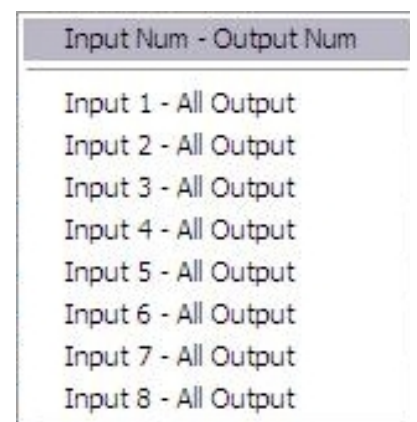 Input Num - Output Num
Input 1 - All Output
Input 2 - All Output
Input 3 - All Output
Input 4 - All Output
Input 5 - All Output
Input 6 - All Output
Input 7 - All Output
Input 8 - All Output